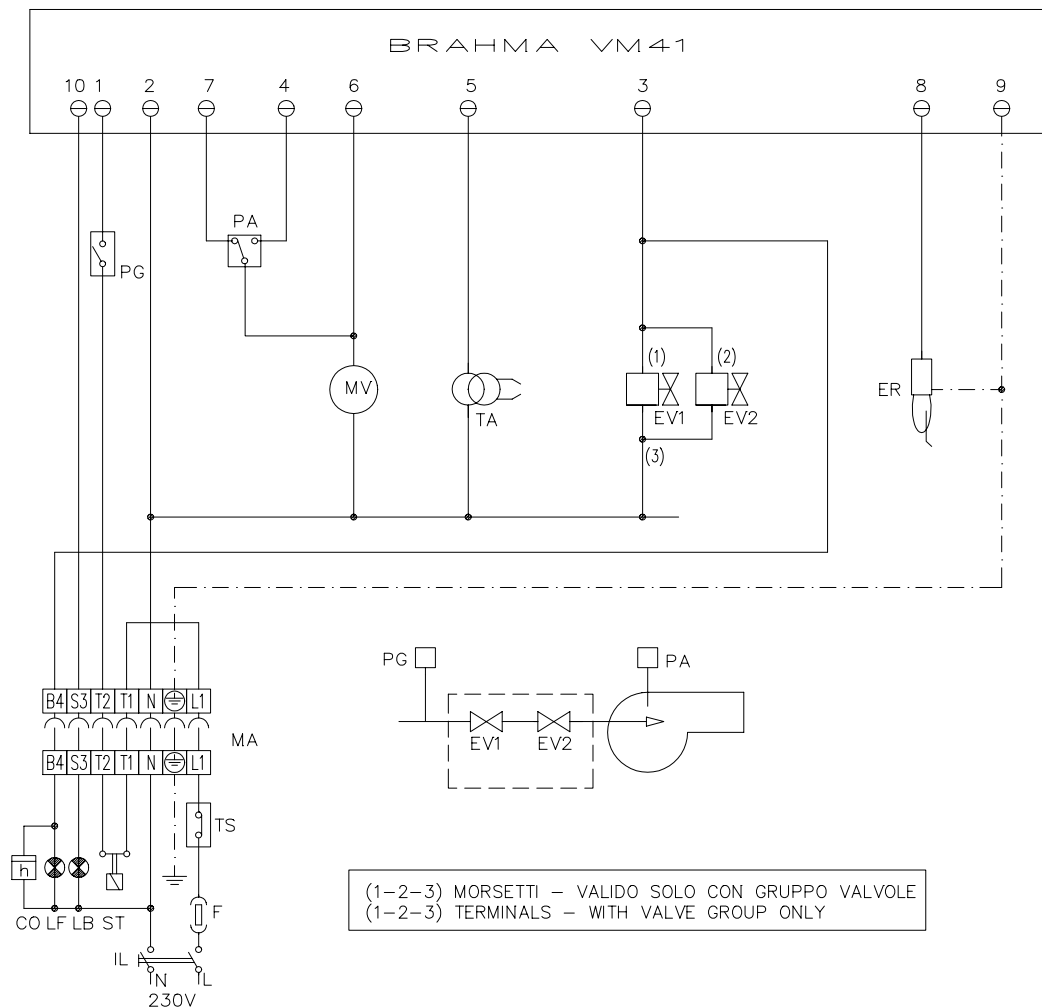 BRAHMA VM41
10 1 2 7 4 6 5 3 8 9
PA
PG
MV
TA
(1) (2)
EV1 EV2
(3)
ER
PG PA
EV1 EV2
B4 S3 T2 T1 N L1
MA
B4 S3 T2 T1 N L1
TS
h
F
CO LF LB ST
IL
N L
230V
(1-2-3) MORSETTI - VALIDO SOLO CON GRUPPO VALVOLE
(1-2-3) TERMINALS - WITH VALVE GROUP ONLY